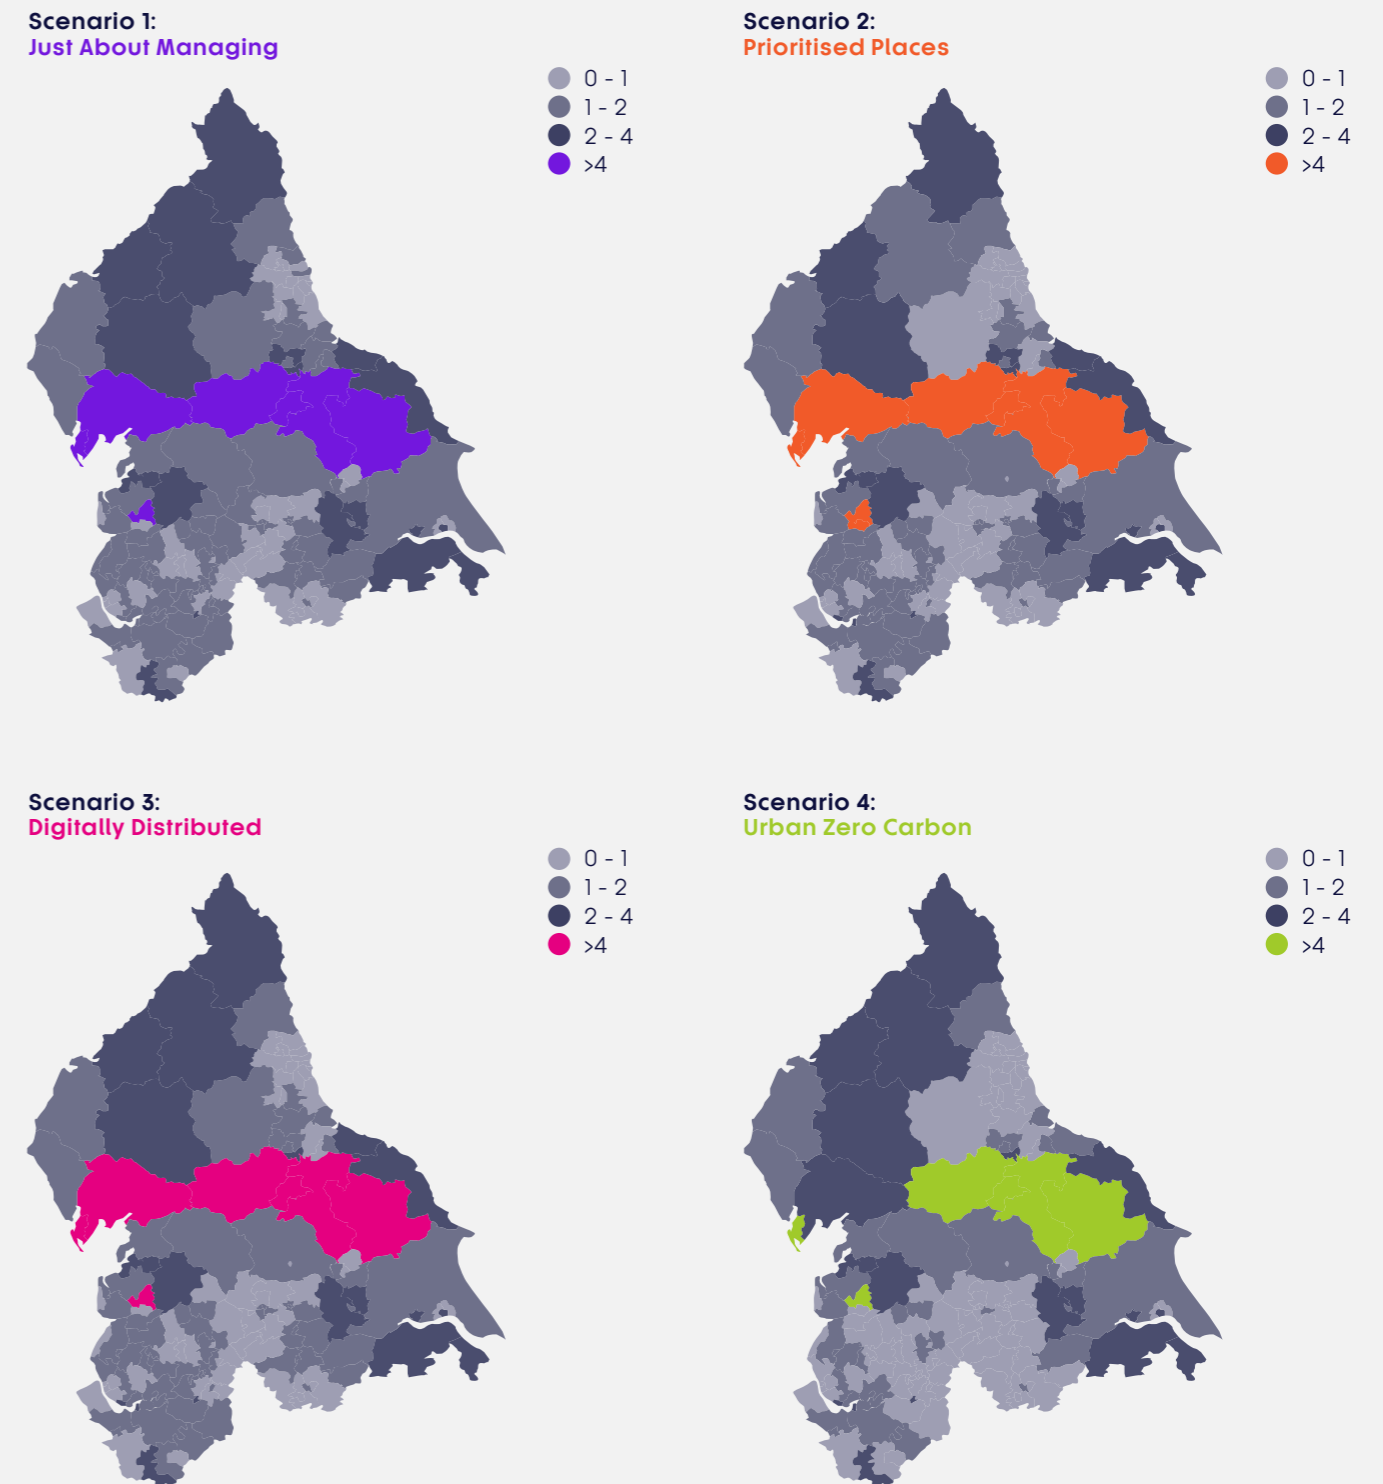 Scenario 1:
Just About Managing
0 - 1
1 - 2
2 - 4
>4
Scenario 2:
Prioritised Places
0 - 1
1 - 2
2 - 4
>4
Scenario 3:
Digitally Distributed
0 - 1
1 - 2
2 - 4
>4
Scenario 4:
Urban Zero Carbon
0 - 1
1 - 2
2 - 4
>4